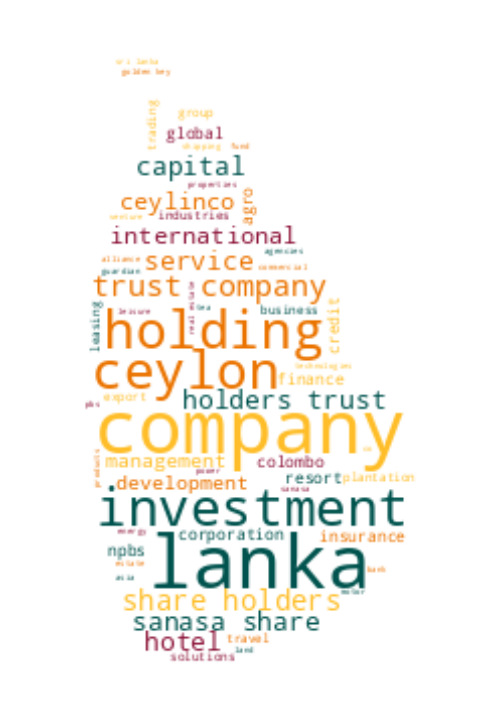 sri lanka
golden key
trading
group
global
shipping
fund
capital
properties
ceylinco
agro
service
industries
international
agencies
alliance
service
commercial
guardian
trust company
real estate
leasing
leisure
tea
business
credit
holding
ceylon
technologies
finance
export
holders trust
pbs
company
products
management
colombo
power
resort
plantation
development
sanasa
investment
energy
corporation
insurance
npbs
lanka
estate
bank
asia
motor
share holders
sanasa share
hotel
travel
land
solutions